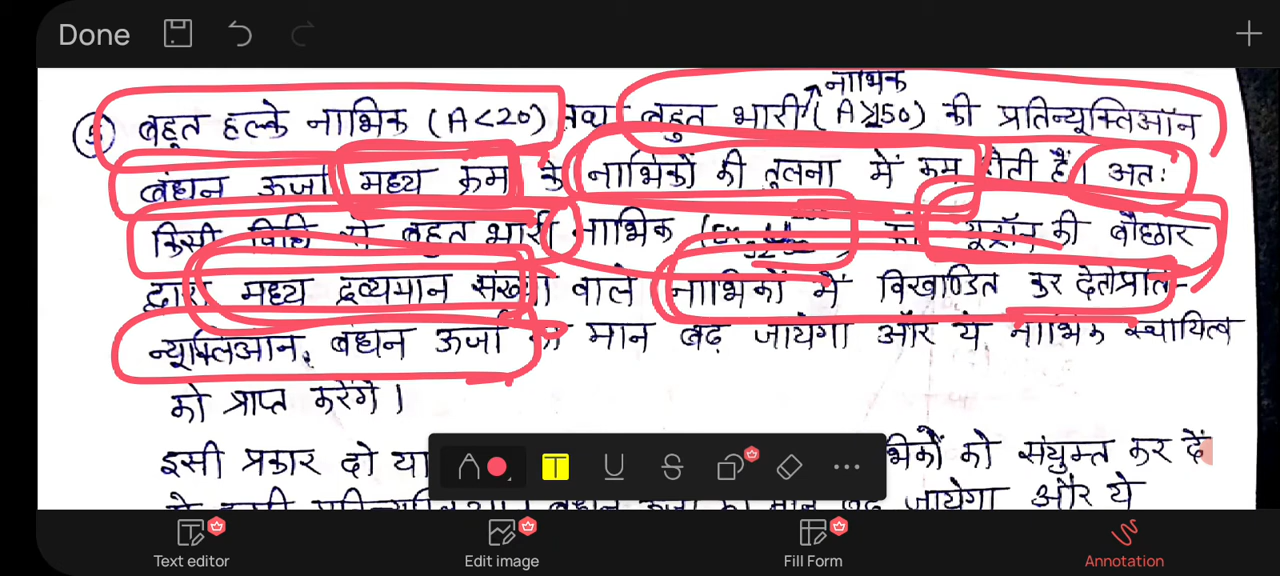 Done
नाभिक
(5) बहुत हल्के नाभिक (A<20) तथा बहुत भारी (A≥150) की प्रतिन्यूक्लिऑन
बंधन ऊर्जा मध्य क्रम के नाभिकों की तुलना में कम होती हैं। अतः
किसी विधि से बहुत भारी नाभिक को न्यूट्रॉन की बौछार
द्वारा मध्य द्रव्यमान संख्या वाले नाभिकों में विखण्डित कर दे तो प्रति-
न्यूक्लिऑन, बंधन ऊर्जा का मान बढ़ जायेगा और ये नाभिक स्थायित्व
को प्राप्त करेंगे।
इसी प्रकार दो या को संयुक्त कर दें
जायेगा और ये
Text editor
Edit image
Fill Form
Annotation